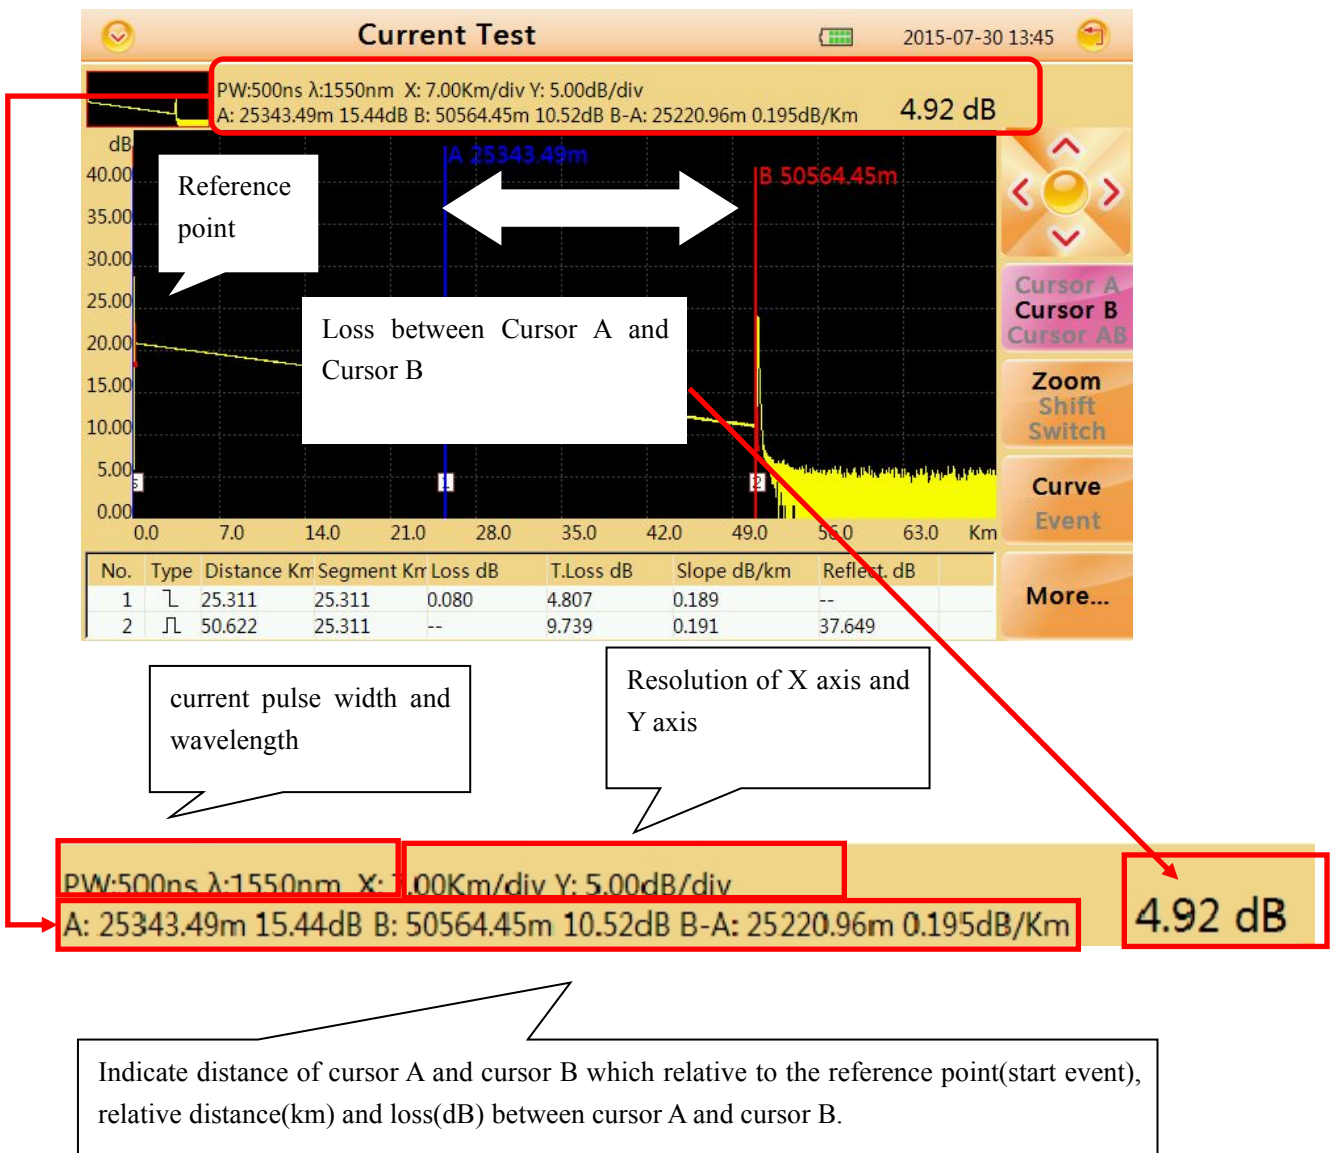 Current Test
2015-07-30 13:45
PW:500ns λ:1550nm X: 7.00Km/div Y: 5.00dB/div
A: 25343.49m 15.44dB B: 50564.45m 10.52dB B-A: 25220.96m 0.195dB/Km
4.92 dB
dB
40.00
35.00
30.00
25.00
20.00
15.00
10.00
5.00
0.00
A 25343.49m
B 50564.45m
Reference
point
Loss between Cursor A and
Cursor B
s
1
2
0.0 7.0 14.0 21.0 28.0 35.0 42.0 49.0 56.0 63.0 Km
Cursor A
Cursor B
Cursor AB
Zoom
Shift
Switch
Curve
Event
More...
No. Type Distance Km Segment Km Loss dB T.Loss dB Slope dB/km Reflect. dB
1 25.311 25.311 0.080 4.807 0.189 --
2 50.622 25.311 -- 9.739 0.191 37.649
current pulse width and
wavelength
Resolution of X axis and
Y axis
PW:500ns λ:1550nm X: 7.00Km/div Y: 5.00dB/div
A: 25343.49m 15.44dB B: 50564.45m 10.52dB B-A: 25220.96m 0.195dB/Km
4.92 dB
Indicate distance of cursor A and cursor B which relative to the reference point(start event),
relative distance(km) and loss(dB) between cursor A and cursor B.